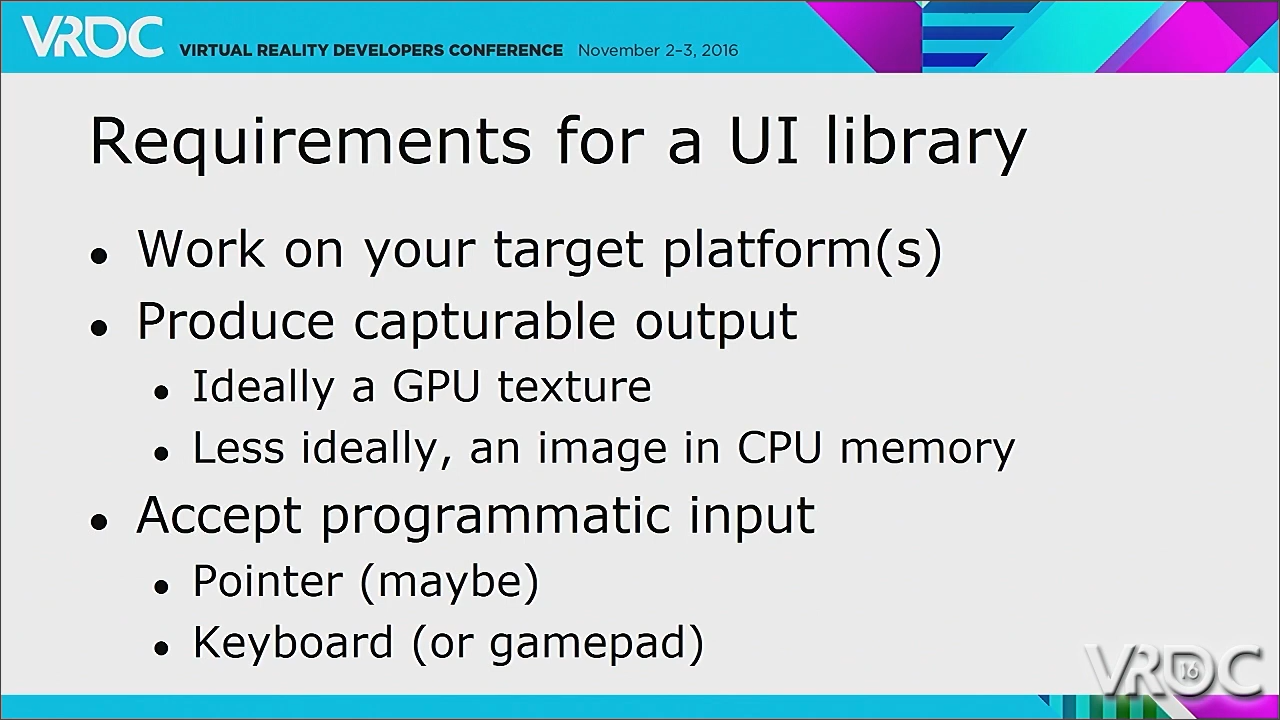 VRDC VIRTUAL REALITY DEVELOPERS CONFERENCE November 2-3, 2016
Requirements for a UI library
• Work on your target platform(s)
• Produce capturable output
• Ideally a GPU texture
• Less ideally, an image in CPU memory
• Accept programmatic input
• Pointer (maybe)
• Keyboard (or gamepad)
VRDC 16